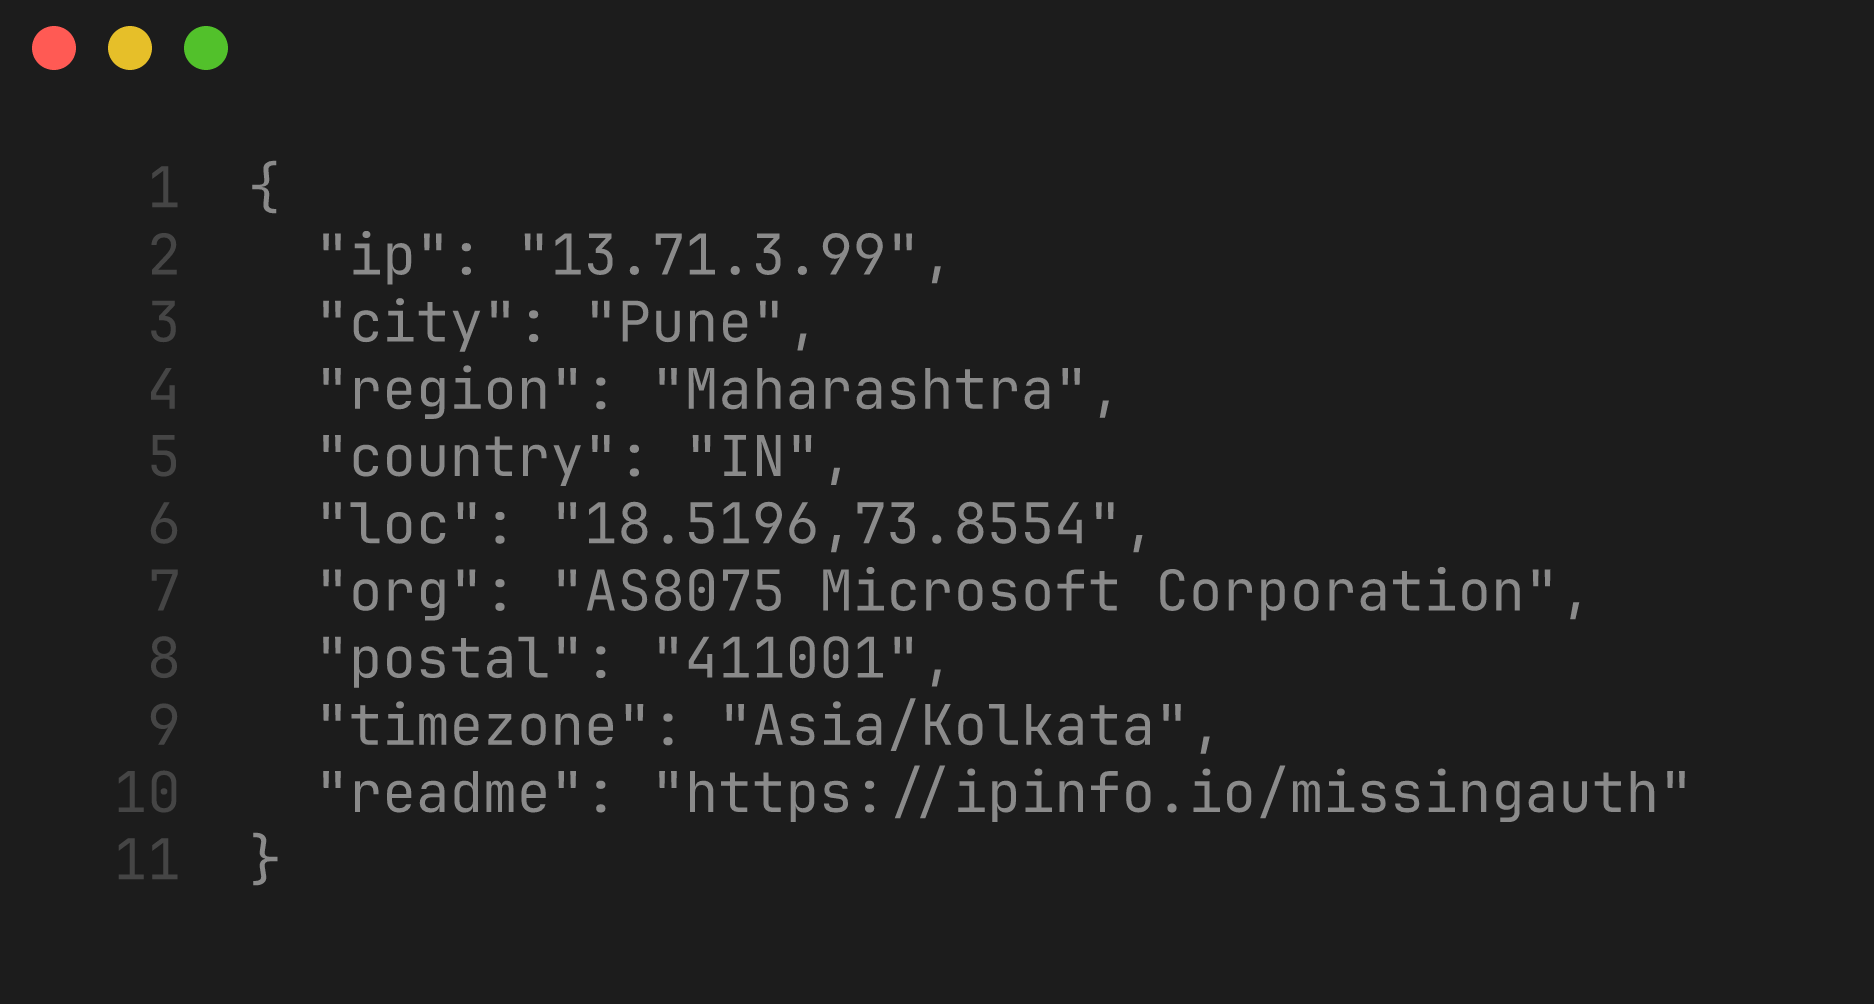 1 {
2   "ip": "13.71.3.99",
3   "city": "Pune",
4   "region": "Maharashtra",
5   "country": "IN",
6   "loc": "18.5196,73.8554",
7   "org": "AS8075 Microsoft Corporation",
8   "postal": "411001",
9   "timezone": "Asia/Kolkata",
10   "readme": "https://ipinfo.io/missingauth"
11 }